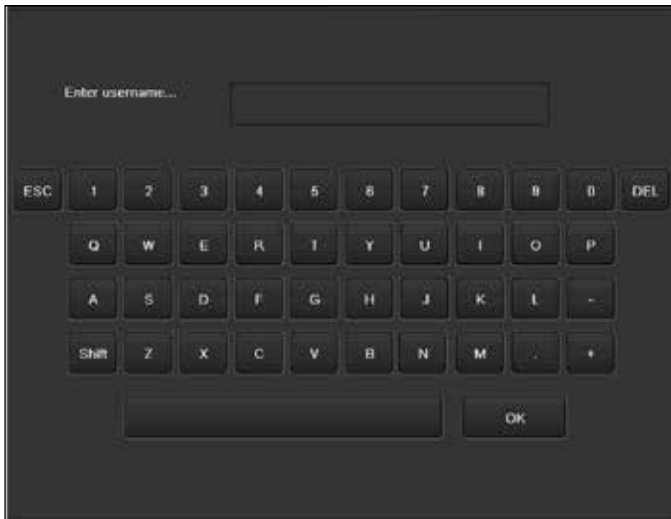 Enter username...
ESC 1 2 3 4 5 6 7 8 9 0 DEL
Q W E R T Y U I O P
A S D F G H J K L -
Shift Z X C V B N M . +
OK